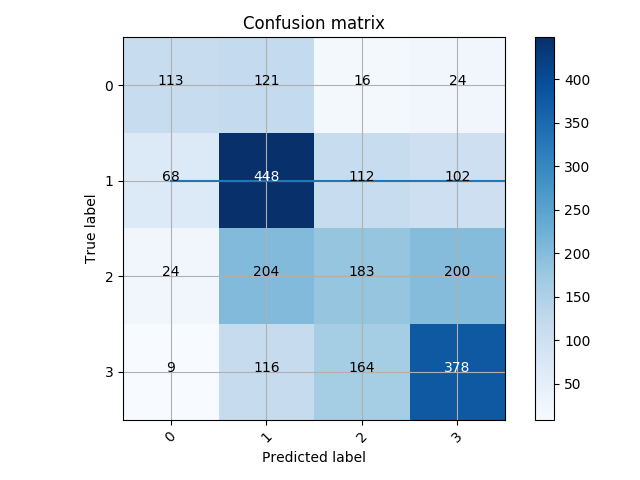 Confusion matrix
0 113 121 16 24
1 68 448 112 102
2 24 204 183 200
3 9 116 164 378
0 1 2 3
True label
Predicted label
400
350
300
250
200
150
100
50